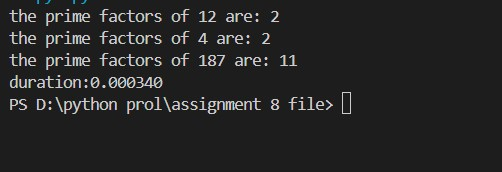 the prime factors of 12 are: 2
the prime factors of 4 are: 2
the prime factors of 187 are: 11
duration:0.000340
PS D:\python prol\assignment 8 file>